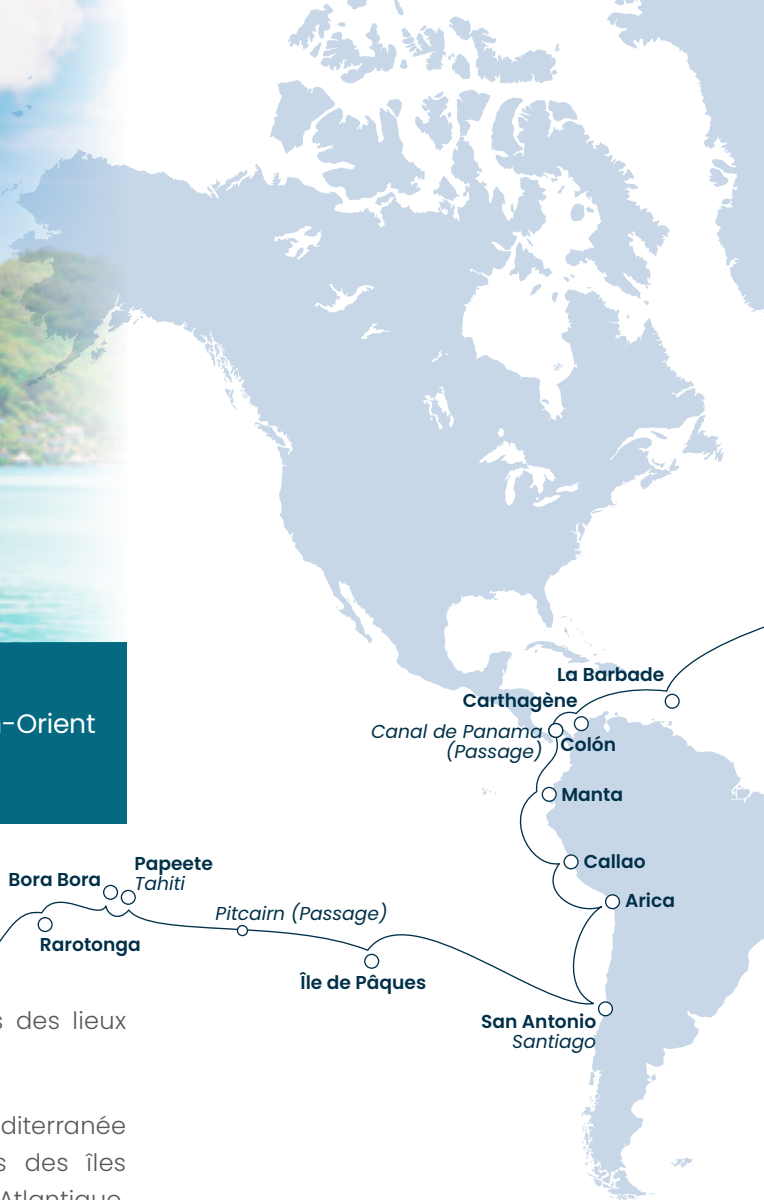 -Orient
La Barbade
Carthagène
Canal de Panama
(Passage)
Colón
Manta
Callao
Arica
Papeete
Tahiti
Bora Bora
Rarotonga
Pitcairn (Passage)
Île de Pâques
San Antonio
Santiago
des lieux
des îles
Atlantique